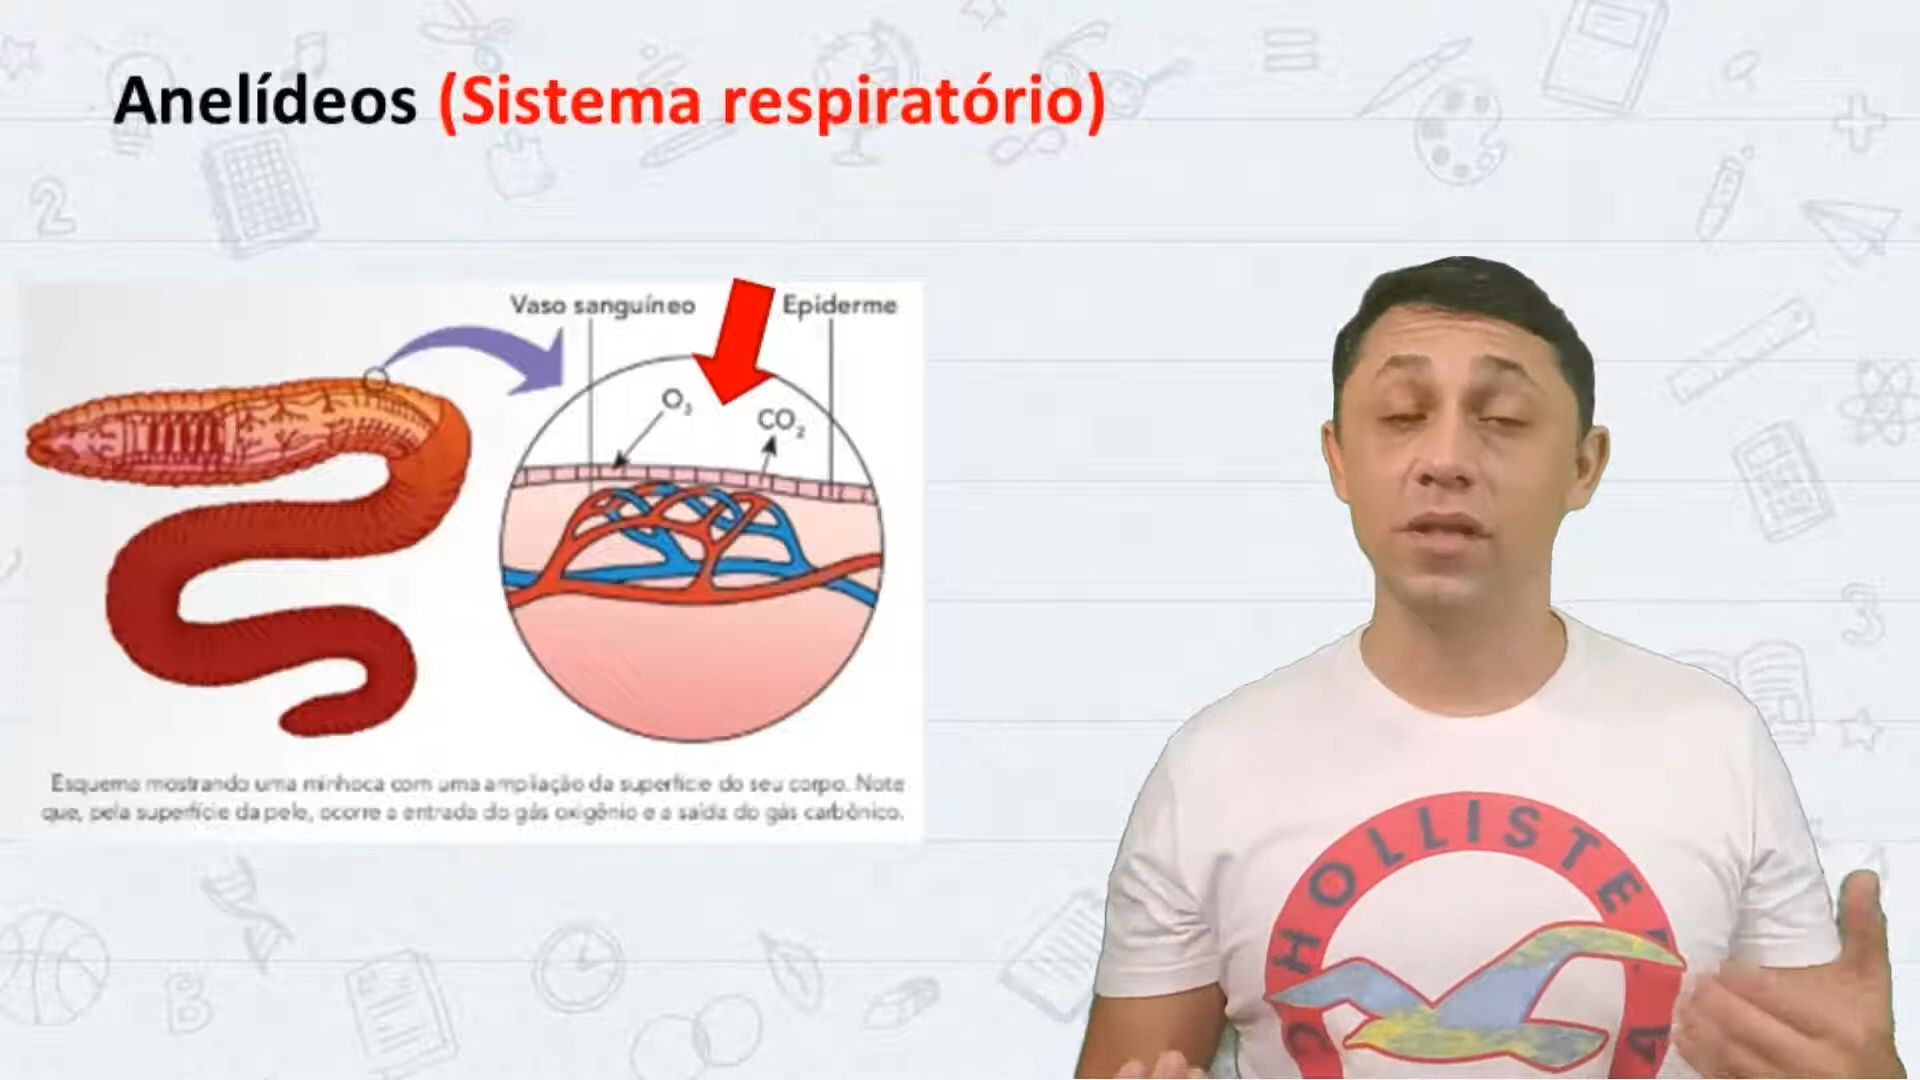 Anelídeos (Sistema respiratório)
Vaso sanguíneo
Epiderme
O₂
CO₂
Esquema mostrando uma minhoca com uma ampliação da superfície do seu corpo. Note
que, pela superfície da pele, ocorre a entrada do gás oxigênio e a saída do gás carbônico.
HOLLISTE